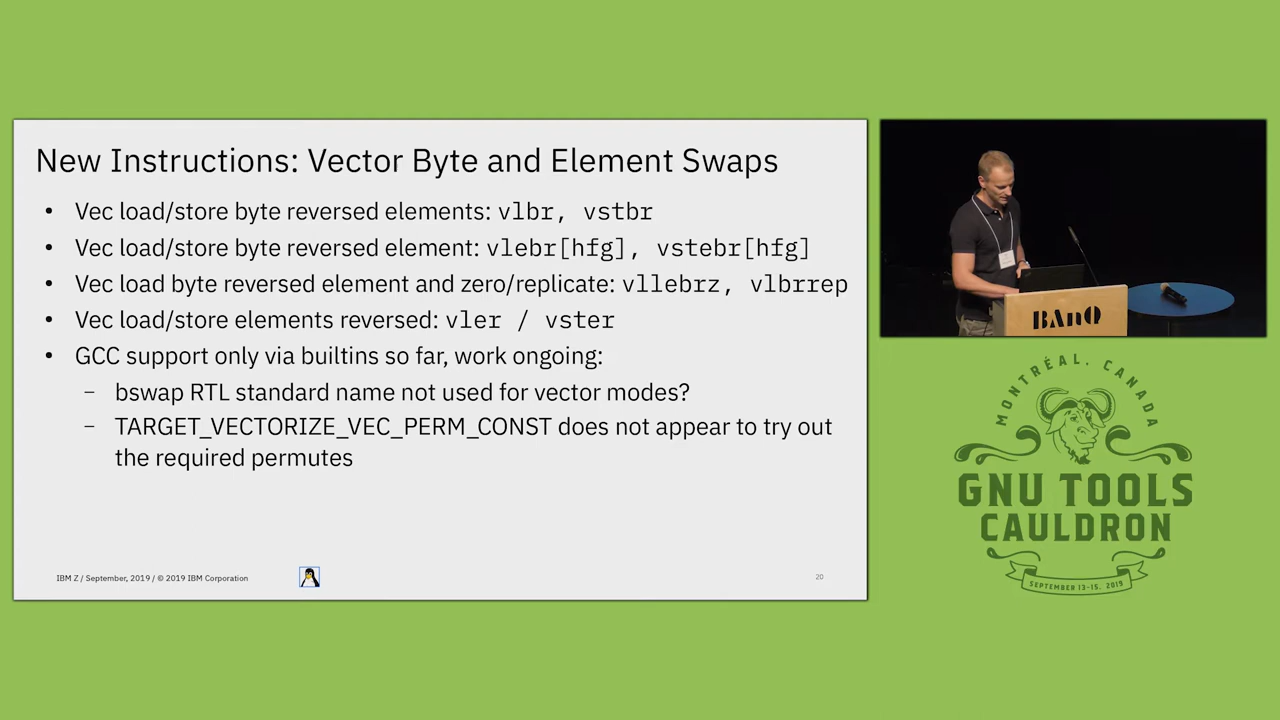 New Instructions: Vector Byte and Element Swaps
• Vec load/store byte reversed elements: vlbr, vstbr
• Vec load/store byte reversed element: vlebr[hfg], vstebr[hfg]
• Vec load byte reversed element and zero/replicate: vllebrz, vlbrrep
• Vec load/store elements reversed: vler / vster
• GCC support only via builtins so far, work ongoing:
– bswap RTL standard name not used for vector modes?
– TARGET_VECTORIZE_VEC_PERM_CONST does not appear to try out
the required permutes
IBM Z / September, 2019 / © 2019 IBM Corporation
20
BAnQ
MONTRÉAL, CANADA
GNU TOOLS
CAULDRON
SEPTEMBER 13-15, 2019